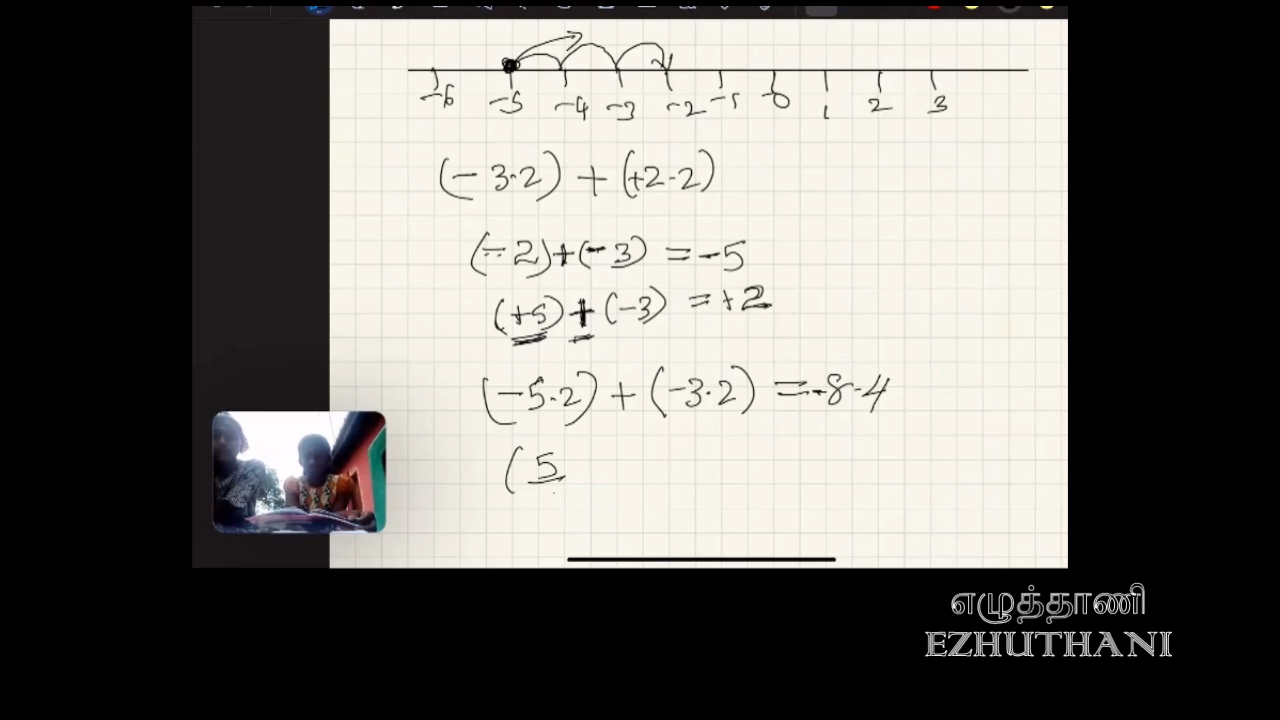 -6 -5 -4 -3 -2 -1 0 1 2 3
(- 3.2) + (+2.2)
(-2)+(-3) = -5
(+5) + (-3) = +2
(-5.2) + (-3.2) = -8.4
( 5
எழுத்தாணி
EZHUTHANI